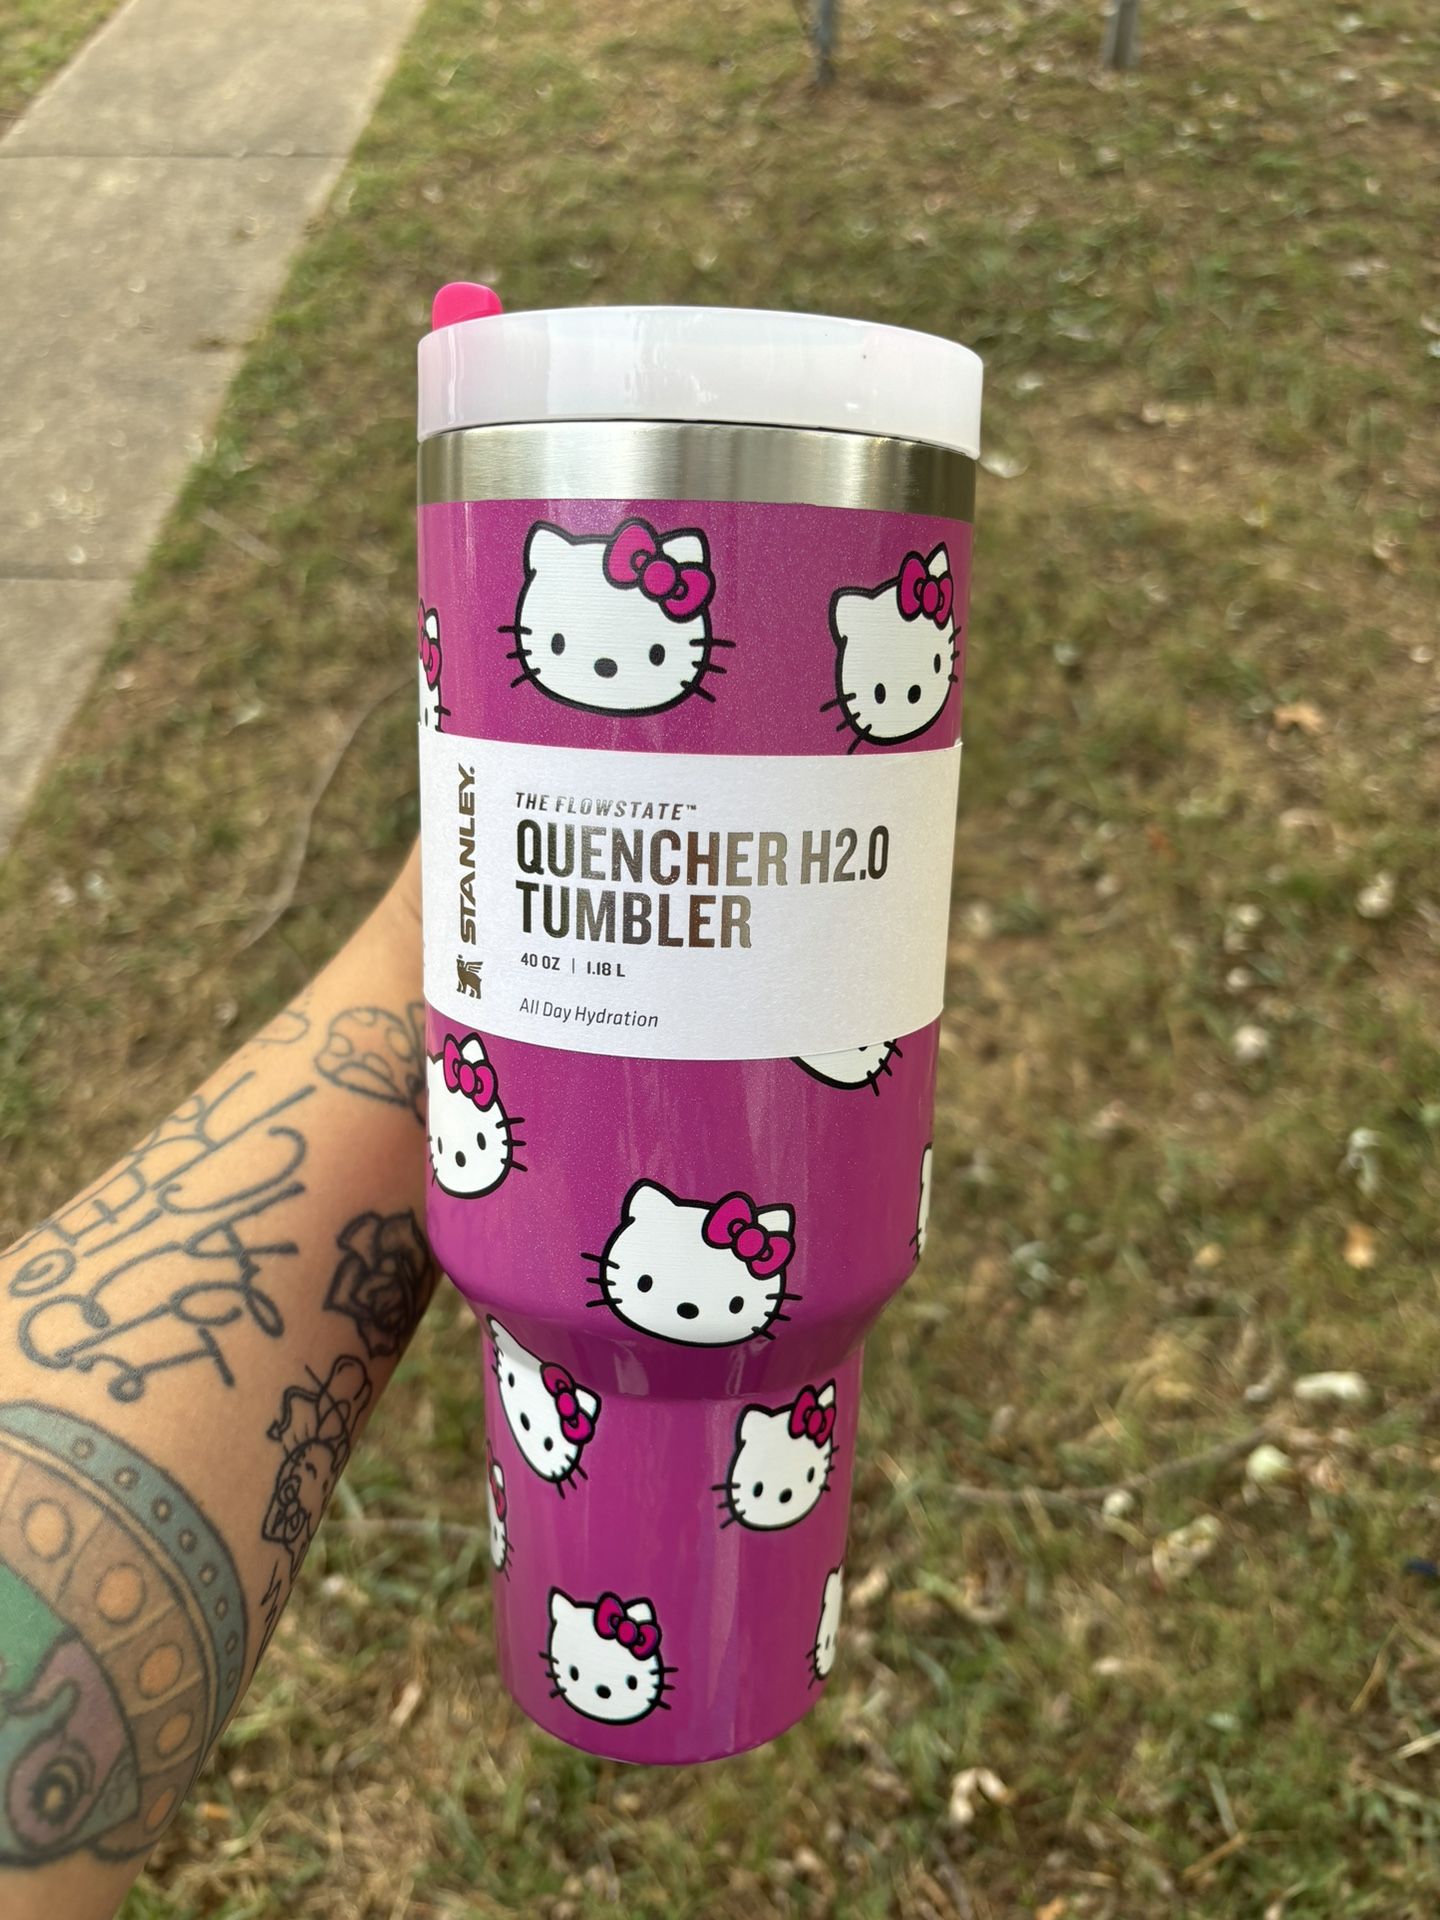 STANLEY.
THE FLOWSTATE™
QUENCHER H2.0
TUMBLER
40 OZ | 1.18 L
All Day Hydration